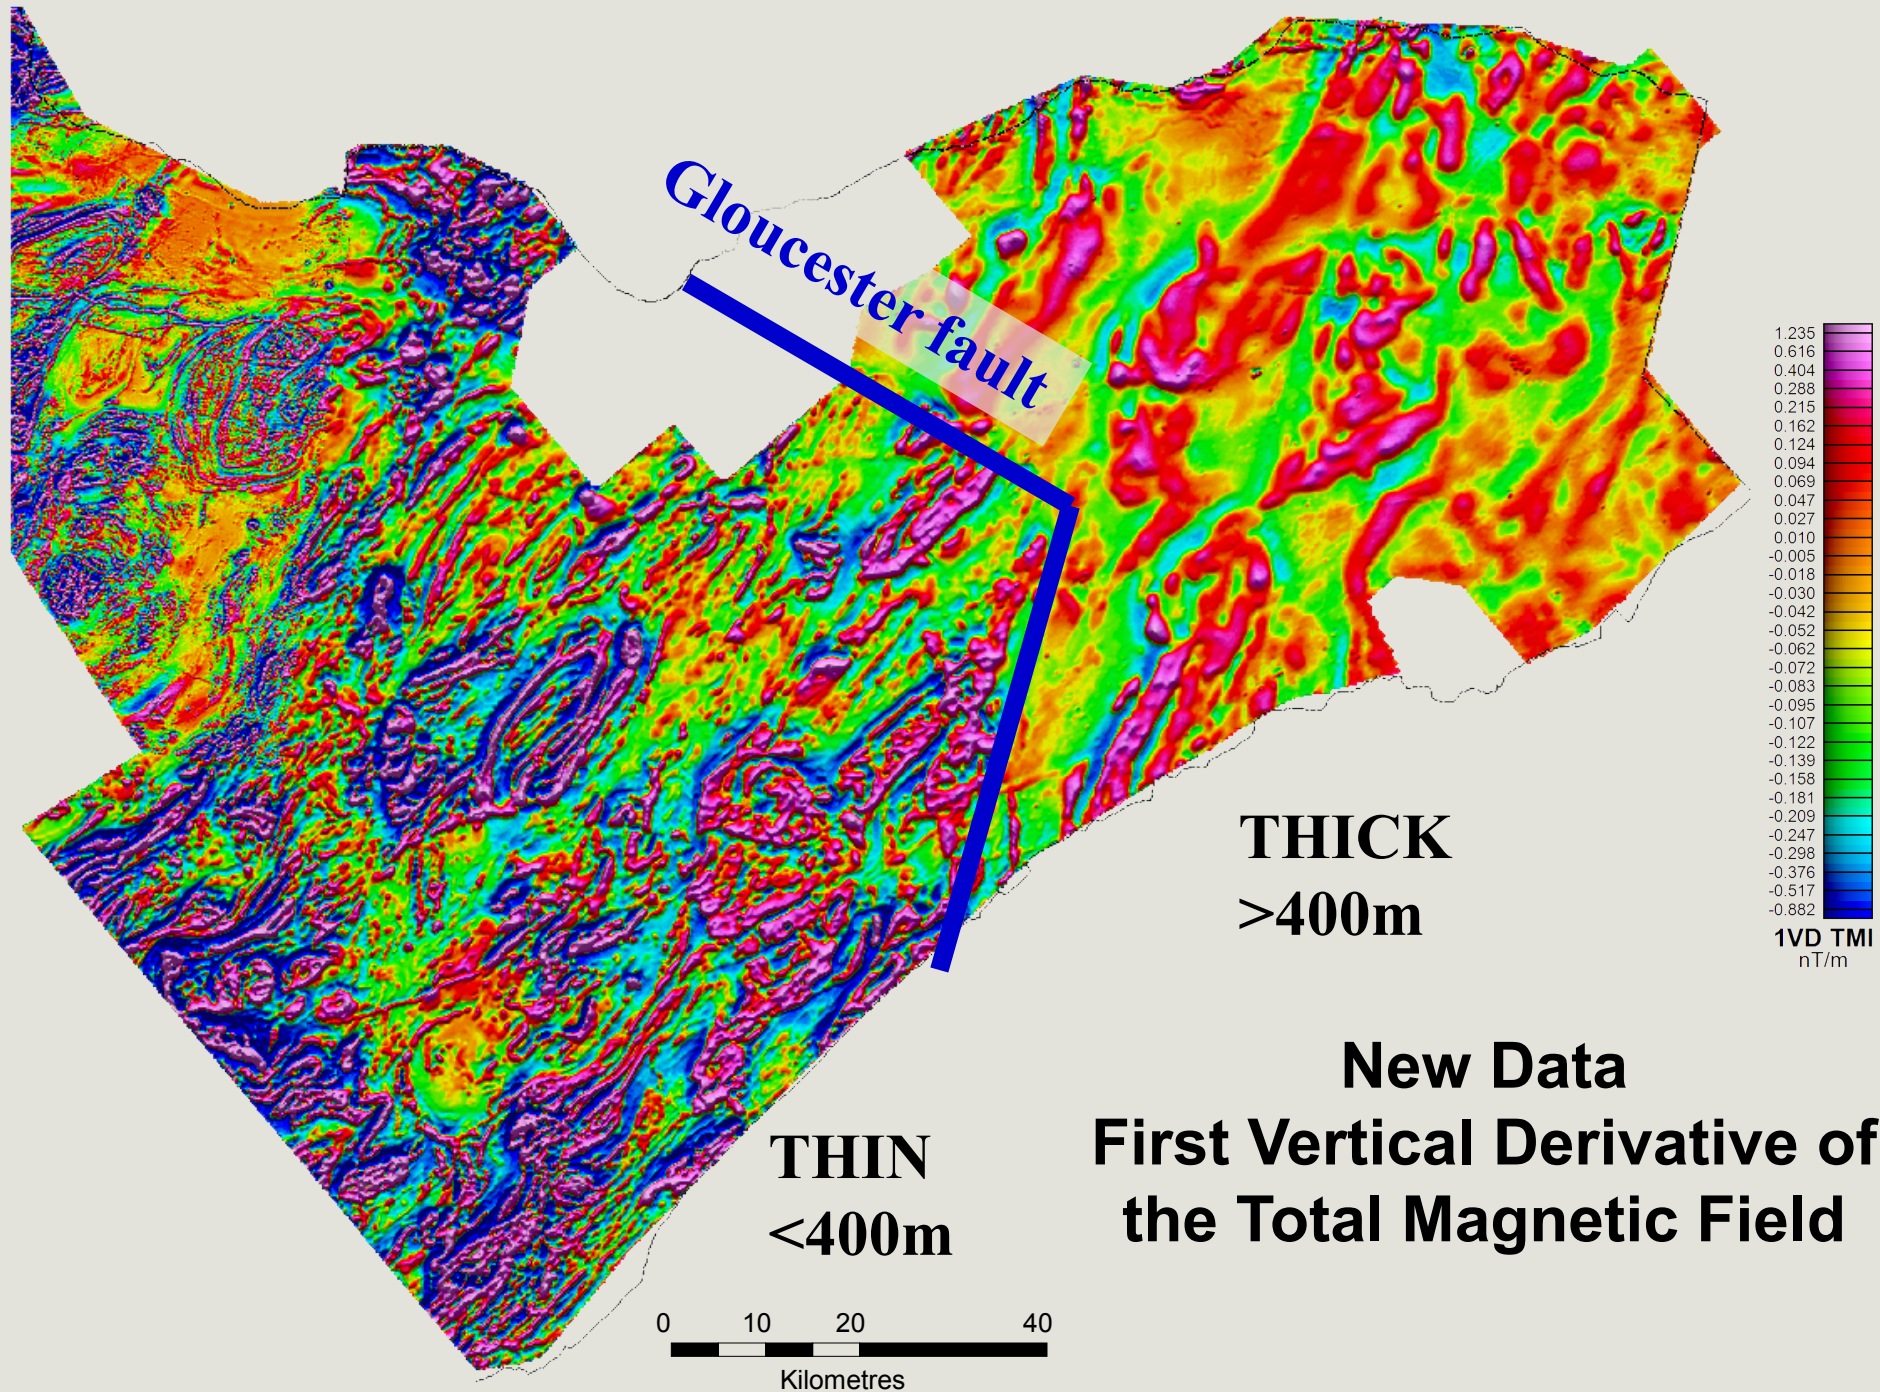 Gloucester fault
1.235
0.616
0.404
0.288
0.215
0.162
0.124
0.094
0.069
0.047
0.027
0.010
-0.005
-0.018
-0.030
-0.042
-0.052
-0.062
-0.072
-0.083
-0.095
-0.107
-0.122
-0.139
-0.158
-0.181
-0.209
-0.247
-0.298
-0.376
-0.517
-0.882
1VD TMI
nT/m
THICK
>400m
New Data
First Vertical Derivative of
the Total Magnetic Field
THIN
<400m
0 10 20 40
Kilometres